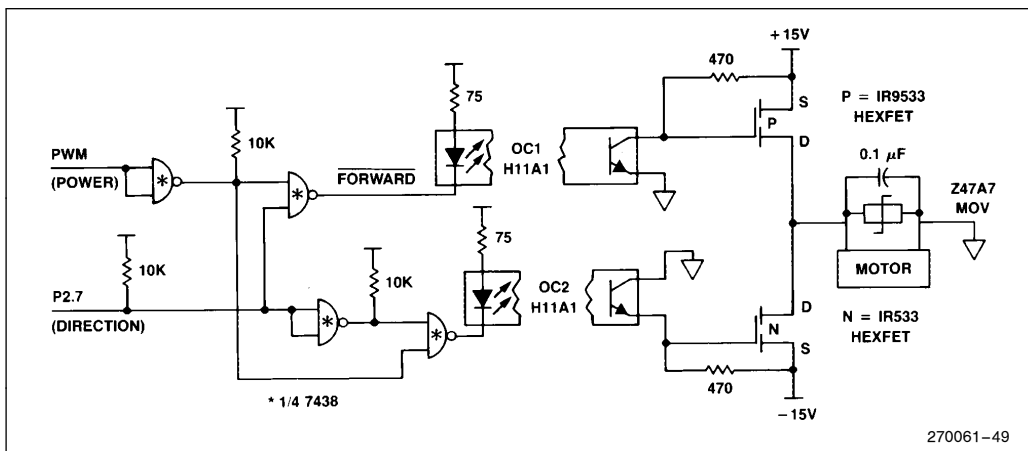 +15V
470
75
S
P
D
P = IR9533
HEXFET
10K
OC1
H11A1
PWM
(POWER)
*
*
FORWARD
0.1 μF
Z47A7
MOV
75
MOTOR
10K
10K
P2.7
(DIRECTION)
OC2
H11A1
*
*
D
N
S
N = IR533
HEXFET
470
* 1/4 7438
−15V
270061–49